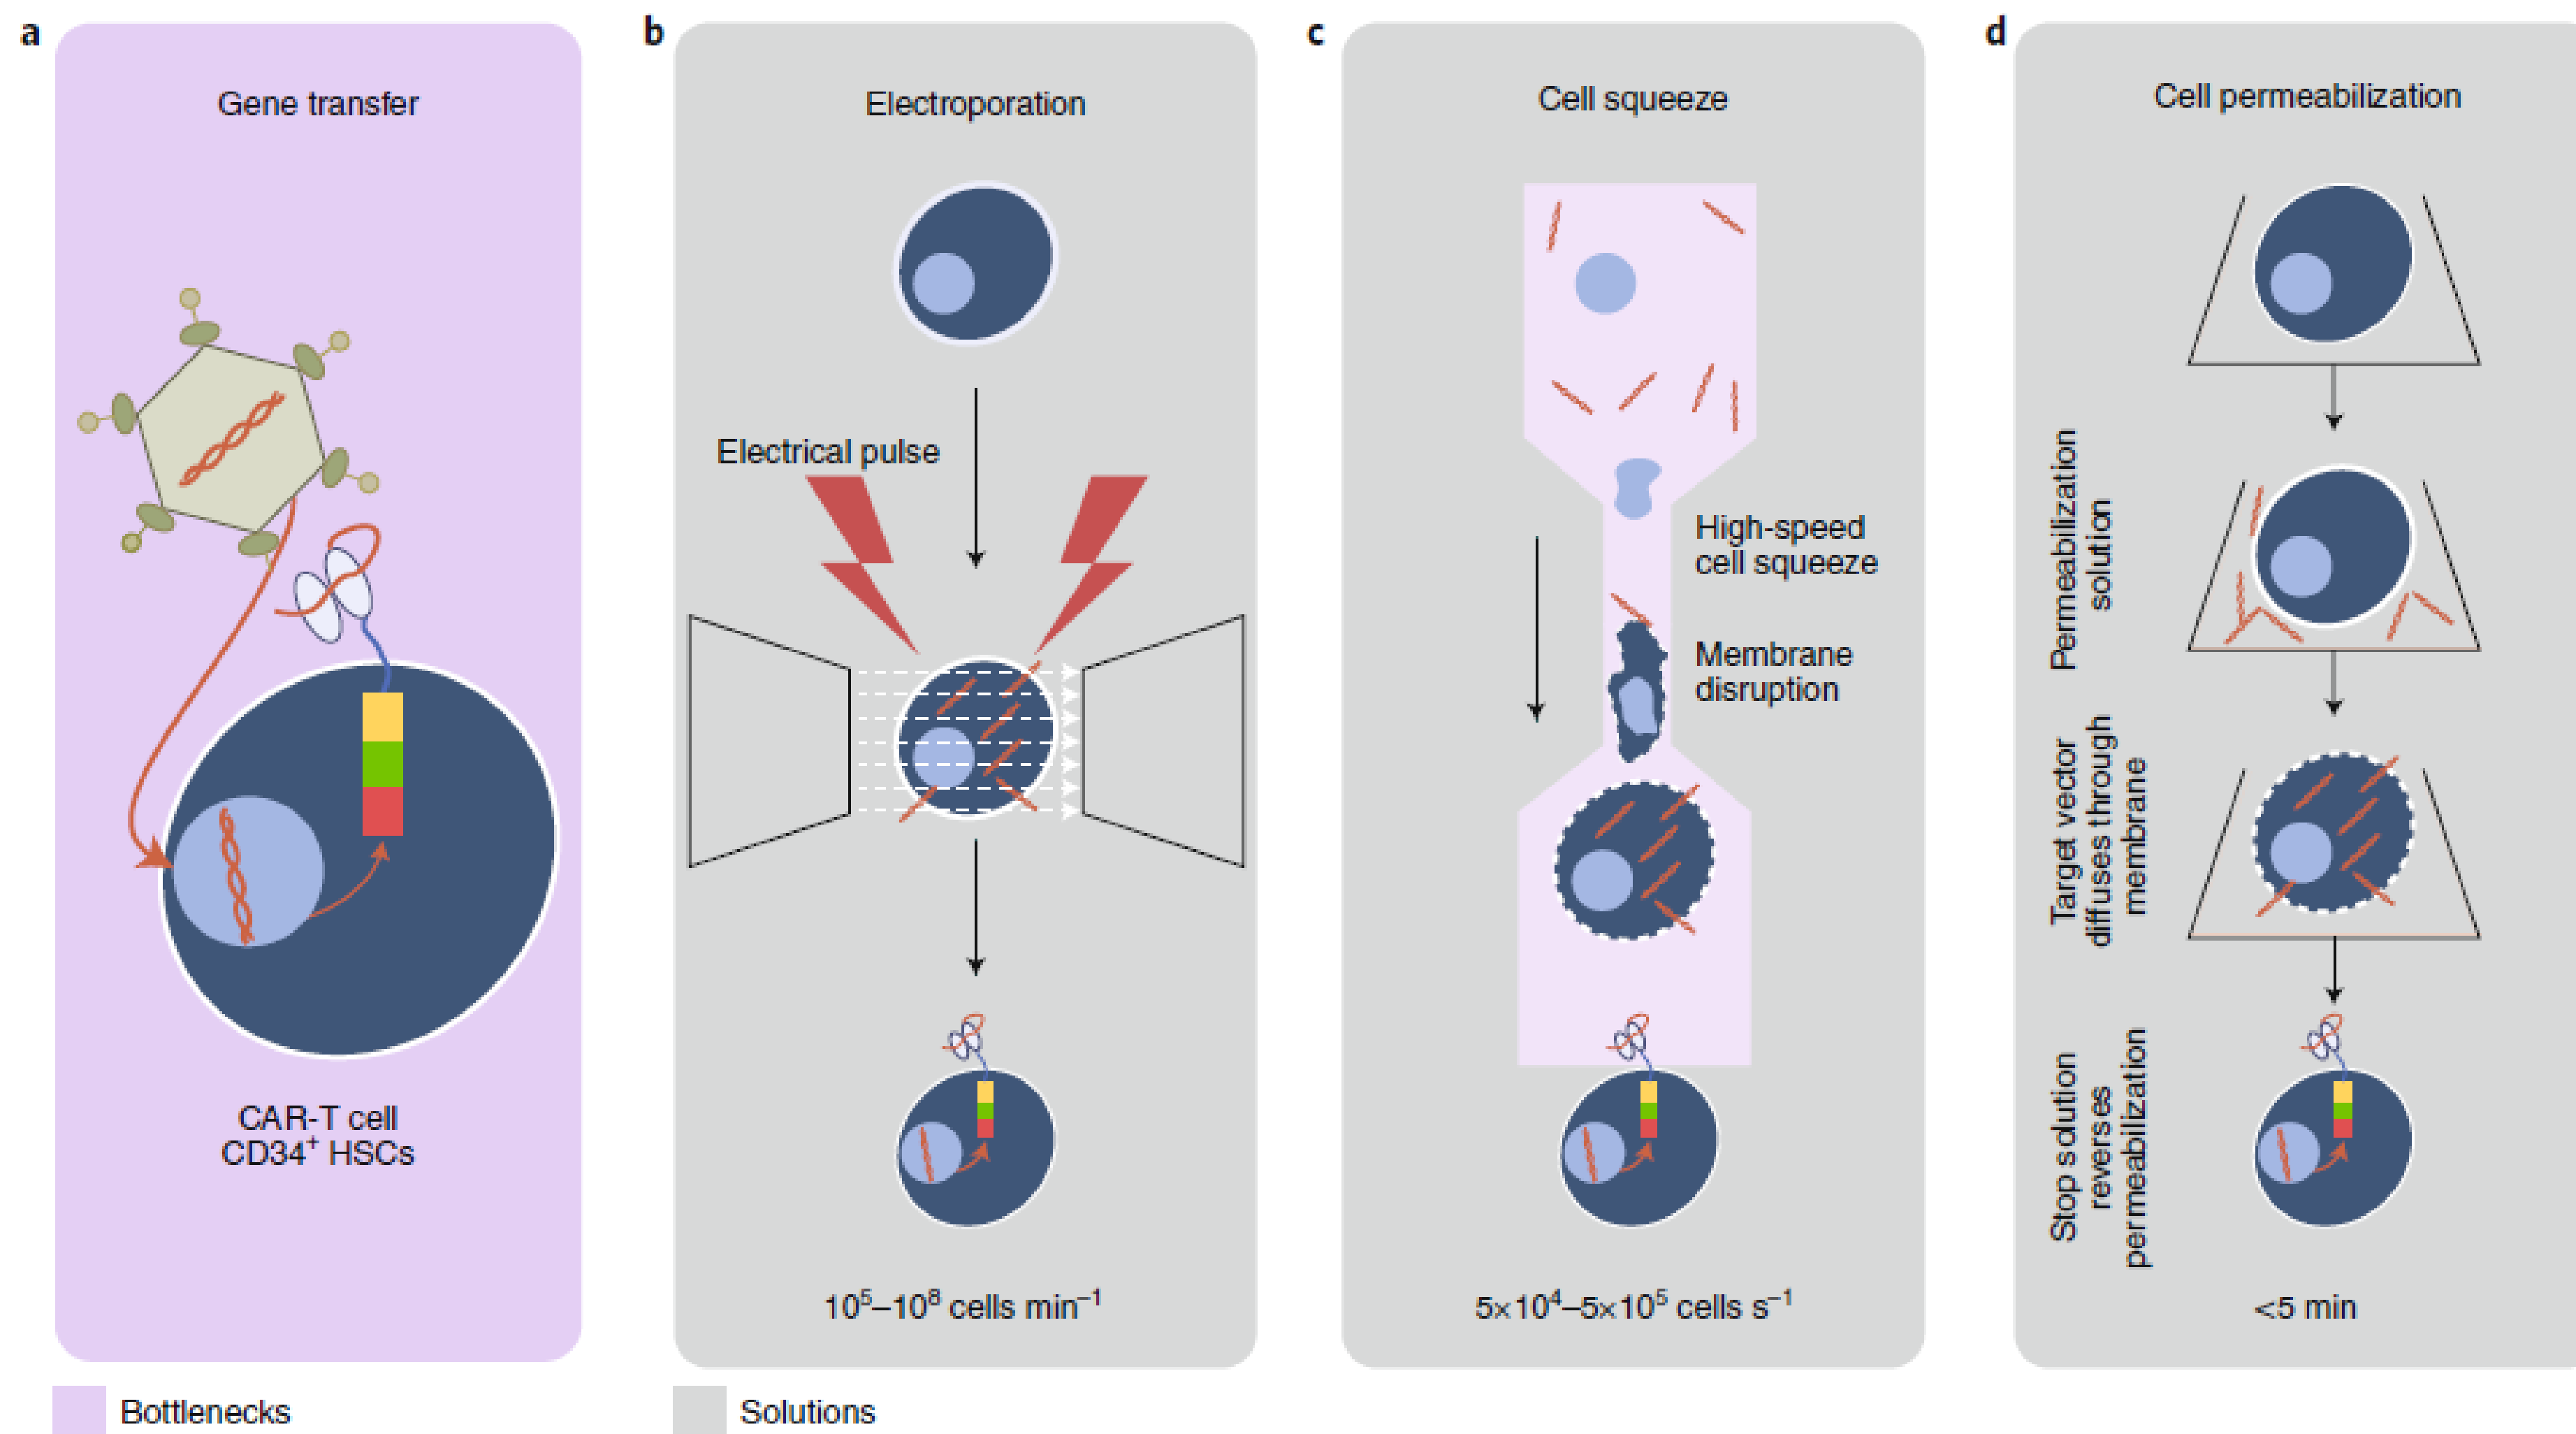 a
Gene transfer
CAR-T cell
CD34⁺ HSCs
b
Electroporation
Electrical pulse
10⁵–10⁸ cells min⁻¹
c
Cell squeeze
High-speed
cell squeeze
Membrane
disruption
5×10⁴–5×10⁵ cells s⁻¹
d
Cell permeabilization
Permeabilization
solution
Target vector
diffuses through
membrane
Stop solution
reverses
permeabilization
<5 min
Bottlenecks
Solutions